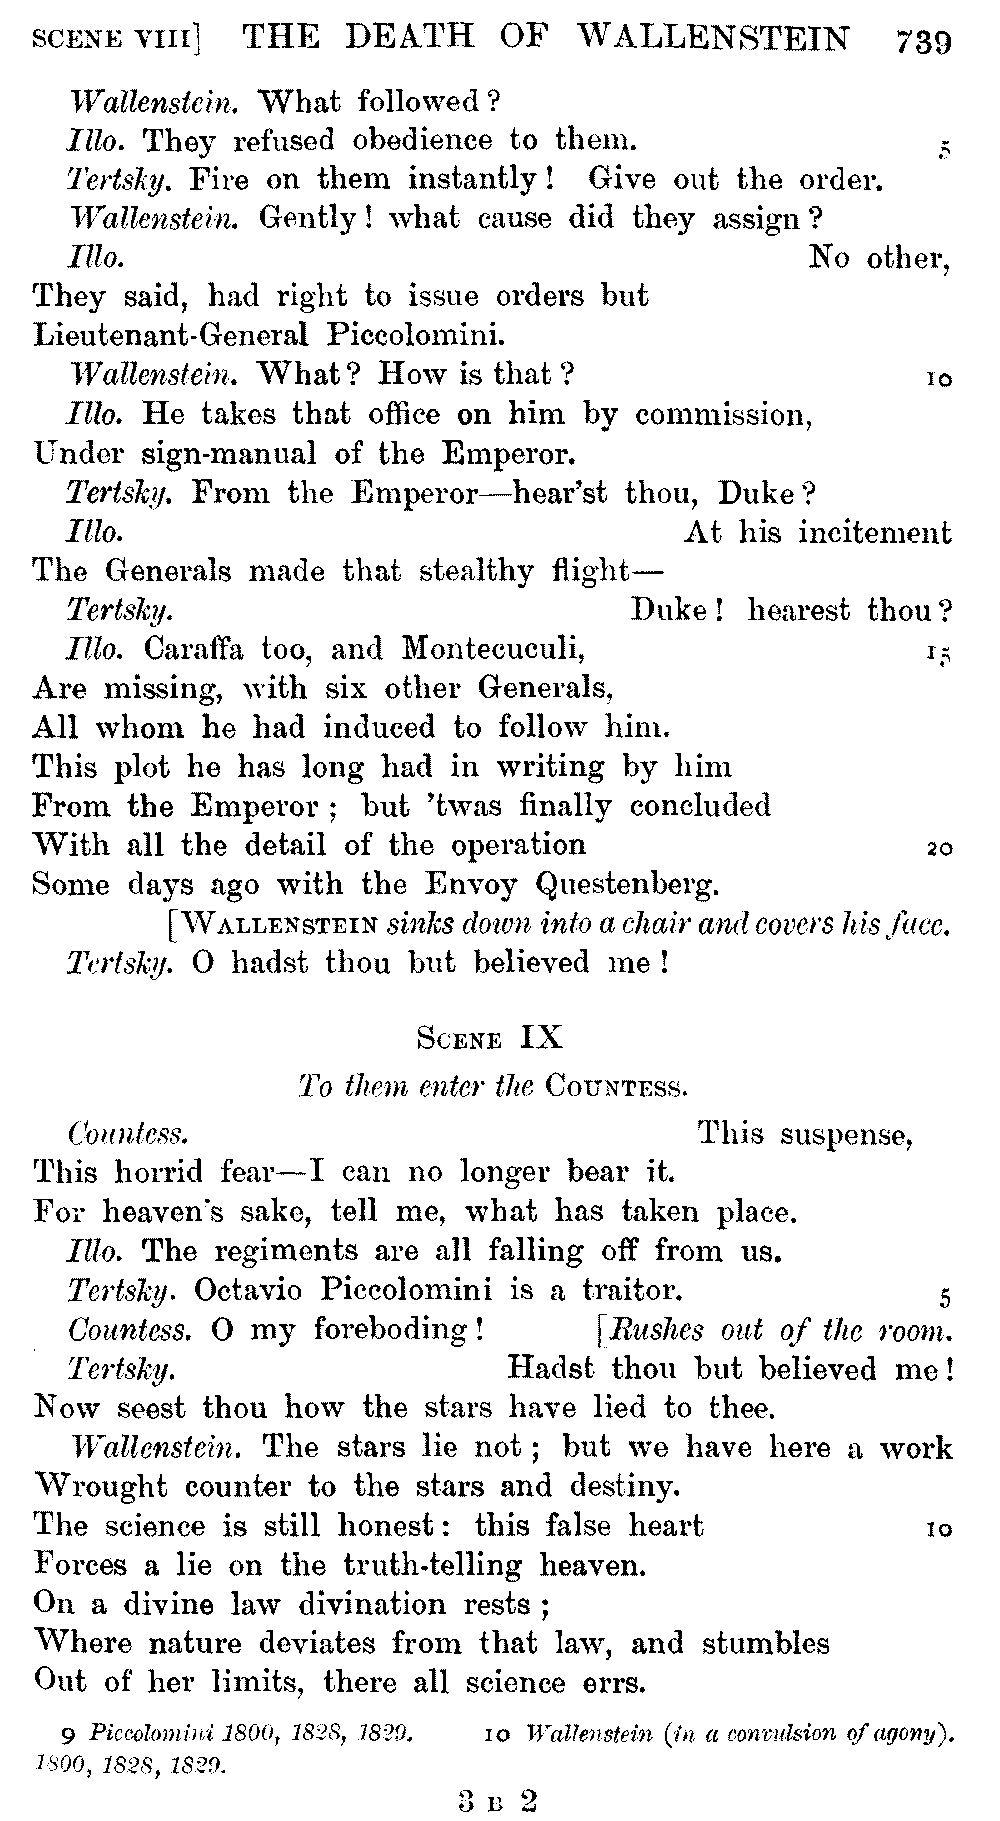 SCENE VIII] THE DEATH OF WALLENSTEIN 739
Wallenstein. What followed?
Illo. They refused obedience to them. 5
Tertsky. Fire on them instantly! Give out the order.
Wallenstein. Gently! what cause did they assign?
Illo. No other,
They said, had right to issue orders but
Lieutenant-General Piccolomini.
Wallenstein. What? How is that? 10
Illo. He takes that office on him by commission,
Under sign-manual of the Emperor.
Tertsky. From the Emperor—hear'st thou, Duke?
Illo. At his incitement
The Generals made that stealthy flight—
Tertsky. Duke! hearest thou?
Illo. Caraffa too, and Montecuculi, 15
Are missing, with six other Generals,
All whom he had induced to follow him.
This plot he has long had in writing by him
From the Emperor; but 'twas finally concluded
With all the detail of the operation 20
Some days ago with the Envoy Questenberg.
[WALLENSTEIN sinks down into a chair and covers his face.
Tertsky. O hadst thou but believed me!
SCENE IX
To them enter the COUNTESS.
Countess. This suspense,
This horrid fear—I can no longer bear it.
For heaven's sake, tell me, what has taken place.
Illo. The regiments are all falling off from us.
Tertsky. Octavio Piccolomini is a traitor. 5
Countess. O my foreboding! [Rushes out of the room.
Tertsky. Hadst thou but believed me!
Now seest thou how the stars have lied to thee.
Wallenstein. The stars lie not; but we have here a work
Wrought counter to the stars and destiny.
The science is still honest: this false heart 10
Forces a lie on the truth-telling heaven.
On a divine law divination rests;
Where nature deviates from that law, and stumbles
Out of her limits, there all science errs.
9 Piccolomini 1800, 1828, 1829. 10 Wallenstein (in a convulsion of agony).
1800, 1828, 1829.
3 B 2